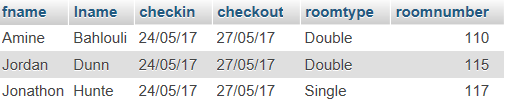 fname lname checkin checkout roomtype roomnumber
Amine Bahlouli 24/05/17 27/05/17 Double 110
Jordan Dunn 24/05/17 27/05/17 Double 115
Jonathon Hunte 24/05/17 27/05/17 Single 117